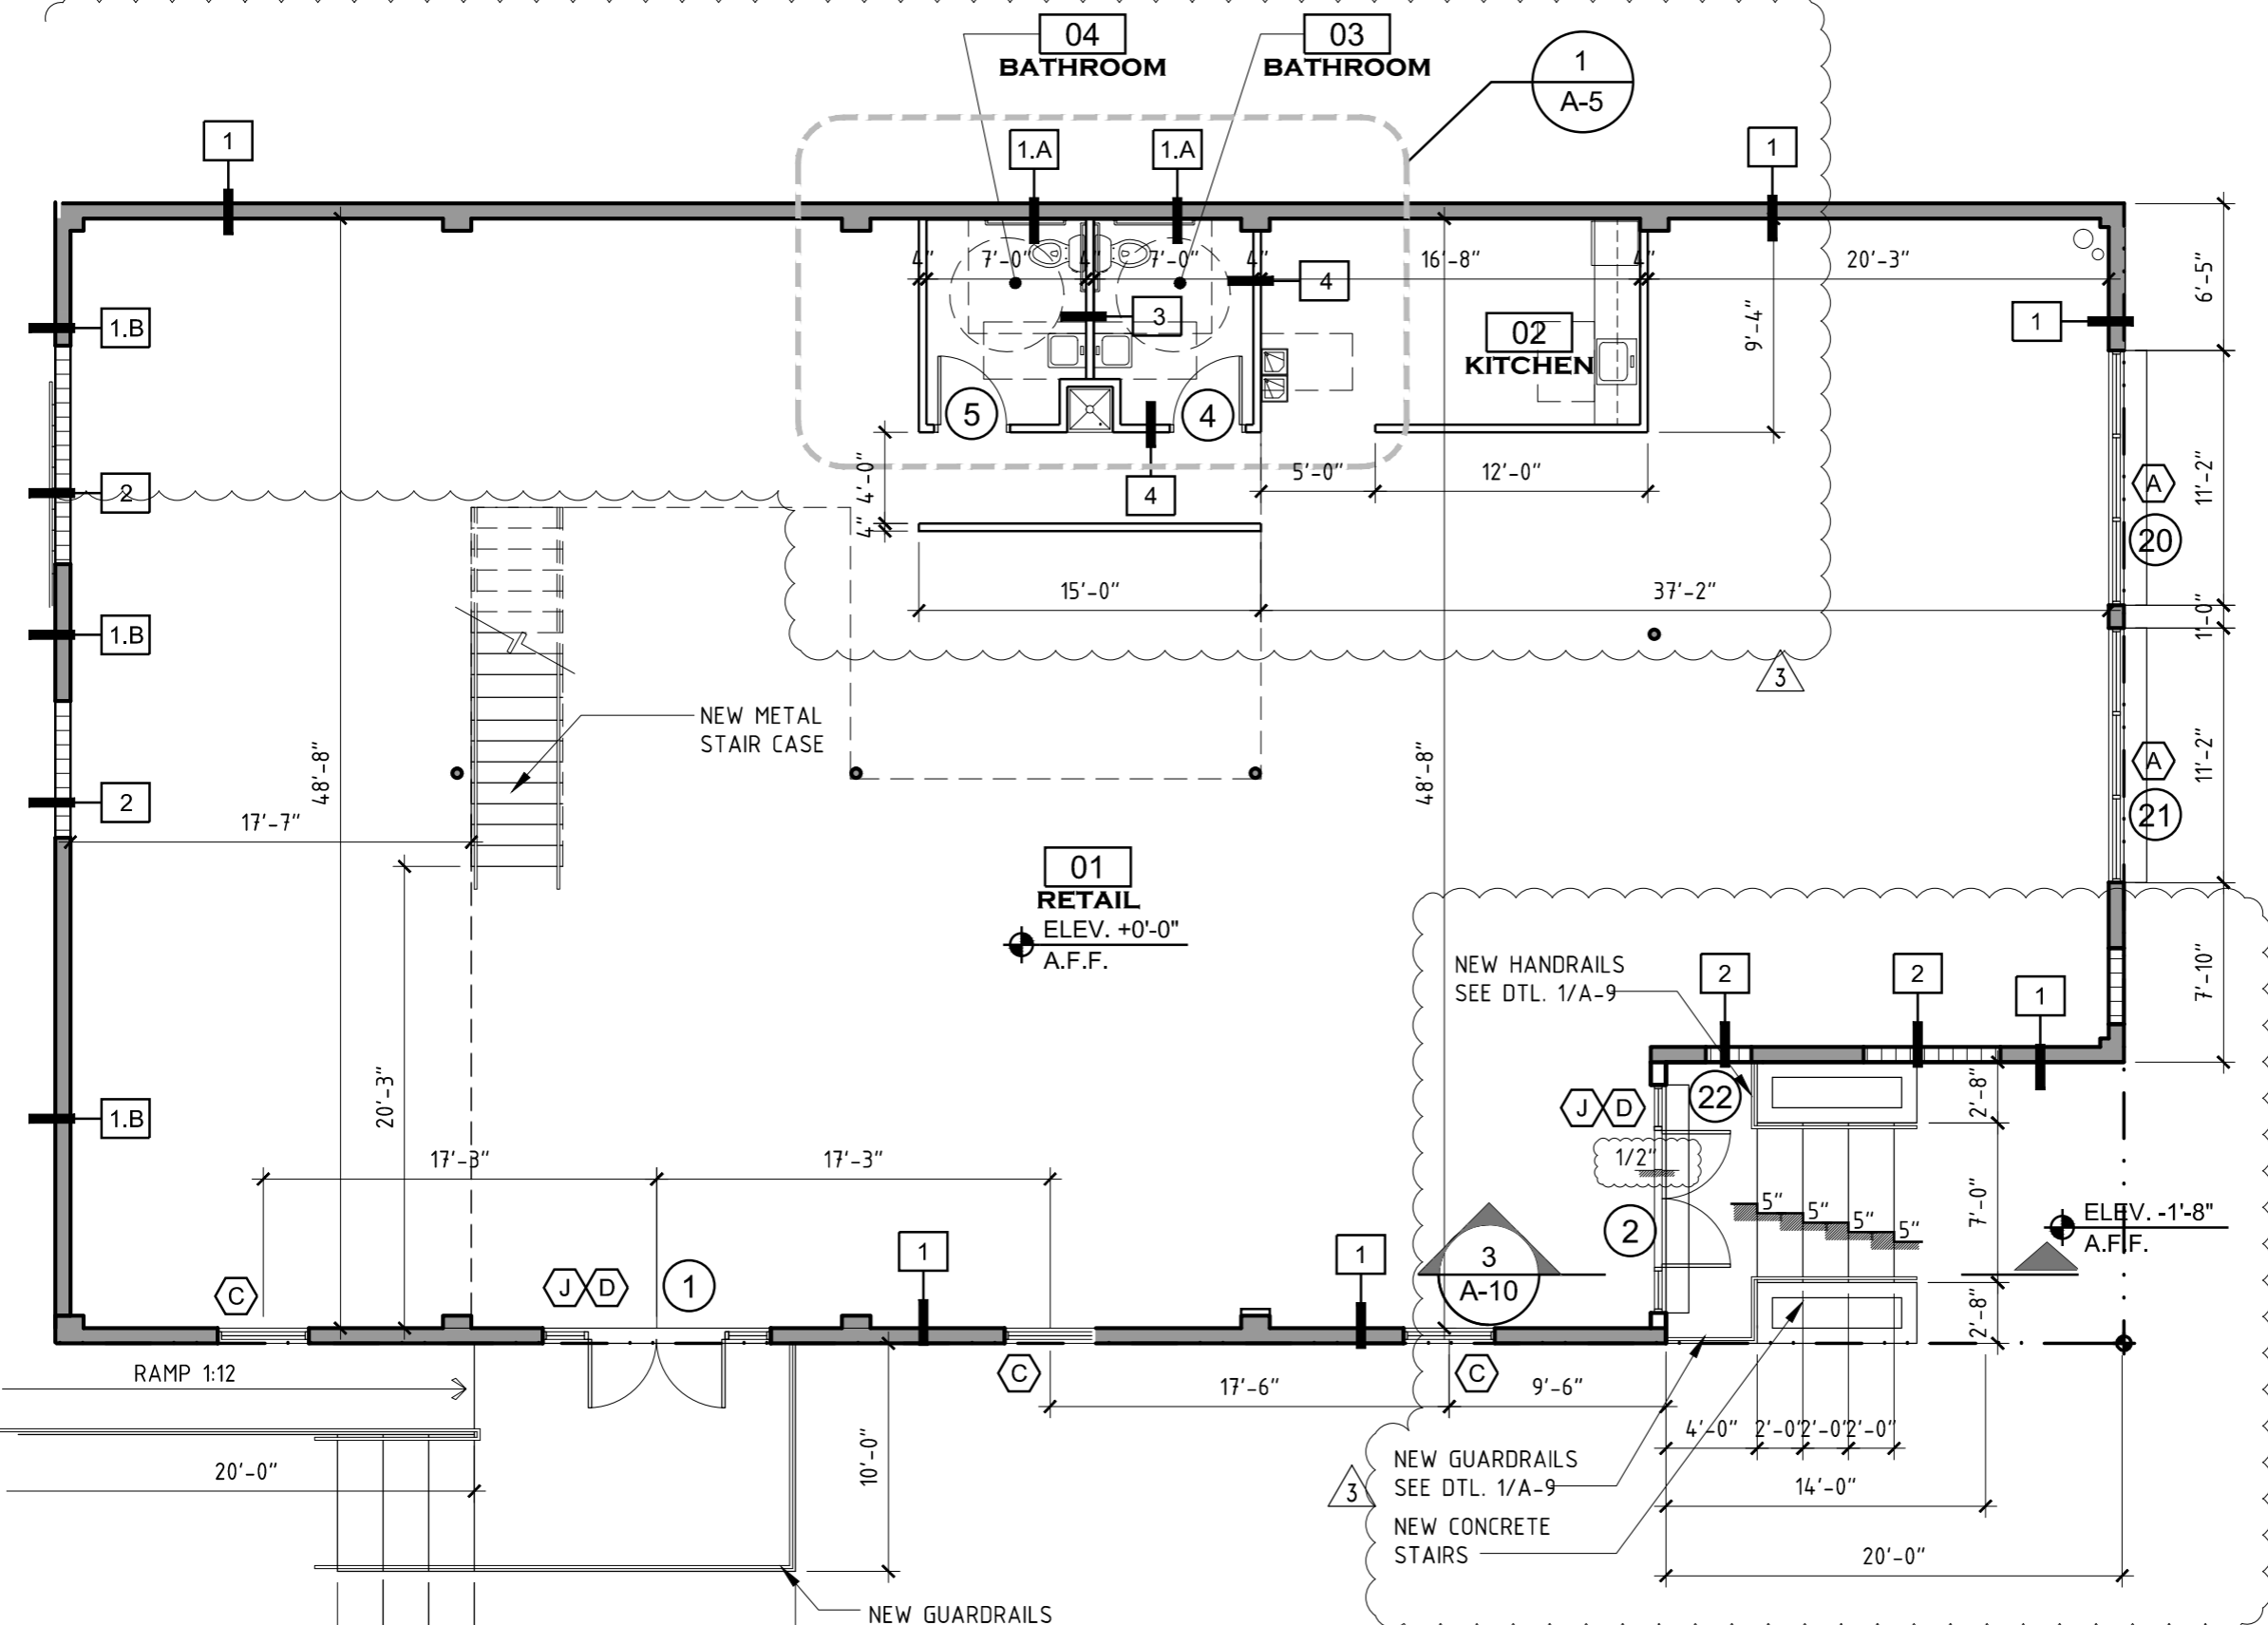 04
BATHROOM
03
BATHROOM
1
A-5
1
1.A
1.A
1
4"
7'-0"
4"
7'-0"
4"
16'-8"
4"
20'-3"
6'-5"
1.B
3
4
02
KITCHEN
9'-4"
1
5
4
2
4'-0"
4"
4
5'-0"
12'-0"
A
11'-2"
20
15'-0"
37'-2"
1'-0"
1.B
3
NEW METAL
STAIR CASE
48'-8"
48'-8"
A
11'-2"
21
2
17'-7"
01
RETAIL
ELEV. +0'-0"
A.F.F.
NEW HANDRAILS
SEE DTL. 1/A-9
2
2
1
7'-10"
1.B
20'-3"
J
D
22
2'-8"
17'-3"
17'-3"
1/2"
5"
5"
5"
5"
7'-0"
ELEV. -1'-8"
A.F.F.
2
C
J
D
1
1
1
3
A-10
2'-8"
RAMP 1:12
C
C
17'-6"
9'-6"
20'-0"
10'-0"
4'-0"
2'-0"
2'-0"
2'-0"
NEW GUARDRAILS
SEE DTL. 1/A-9
14'-0"
3
NEW CONCRETE
STAIRS
20'-0"
NEW GUARDRAILS